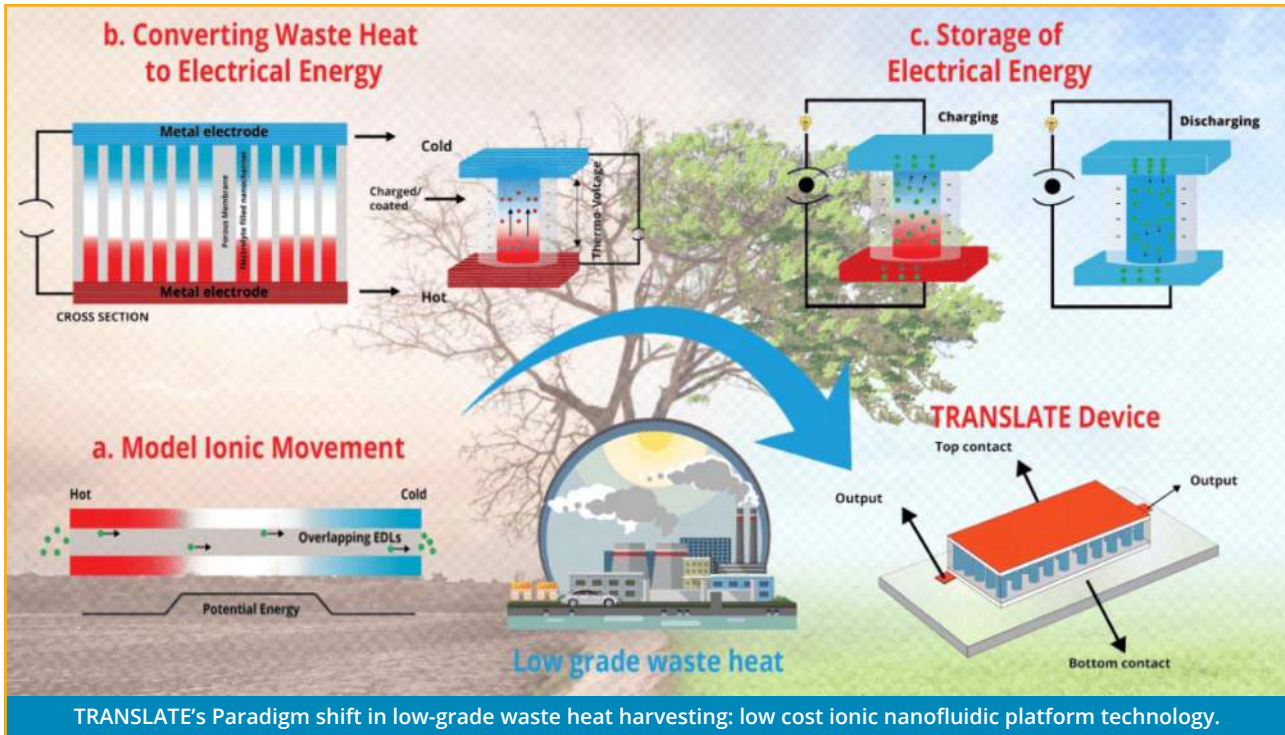 b. Converting Waste Heat
to Electrical Energy
Metal electrode
Porous Membrane
Electrolyte filled nanochannel
Metal electrode
CROSS SECTION
Cold
Charged/
coated
Thermo-Voltage
Hot
c. Storage of
Electrical Energy
Charging
Discharging
a. Model Ionic Movement
Hot
Cold
Overlapping EDLs
Potential Energy
Low grade waste heat
TRANSLATE Device
Top contact
Output
Output
Bottom contact
TRANSLATE's Paradigm shift in low-grade waste heat harvesting: low cost ionic nanofluidic platform technology.